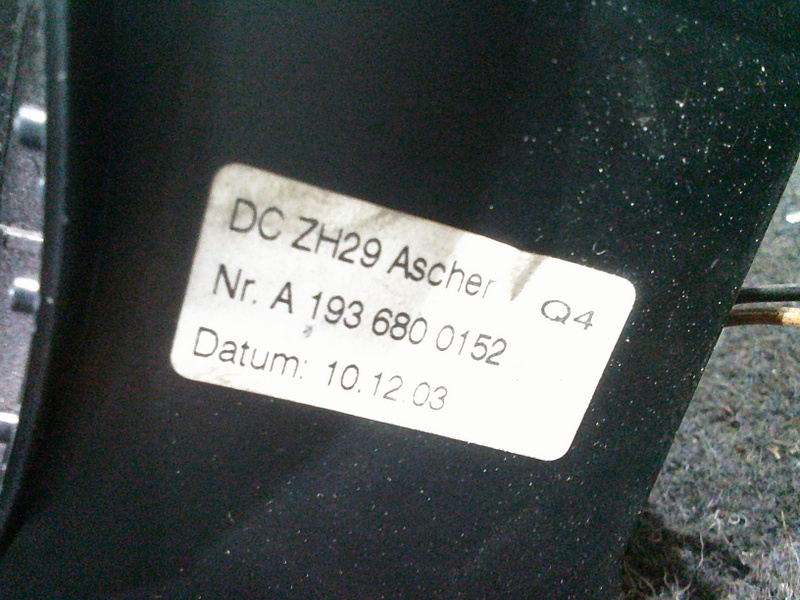 DC ZH29 Ascher Q4
Nr. A 193 680 0152
Datum: 10.12.03